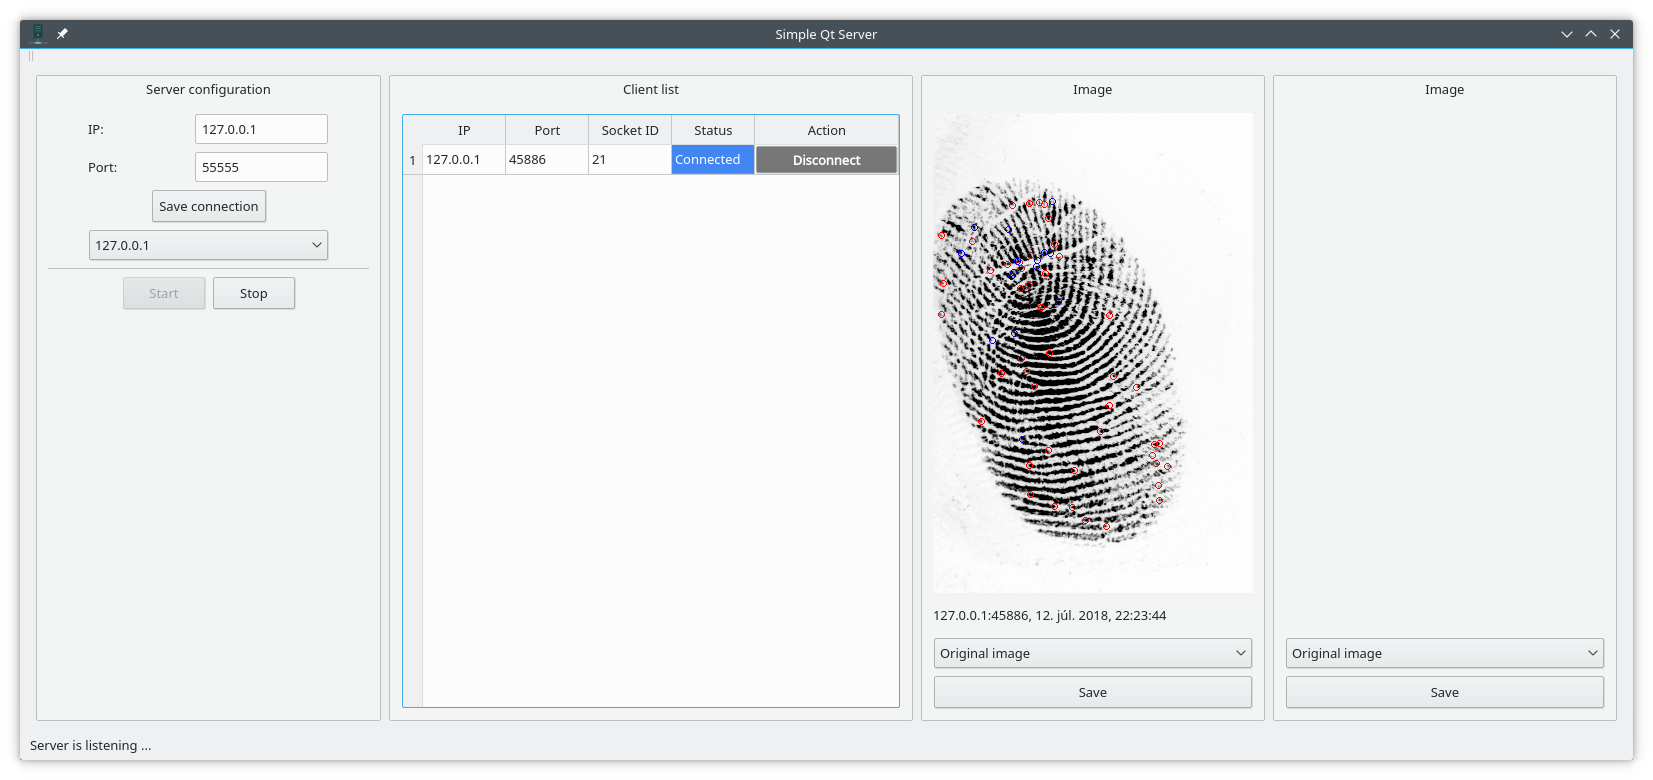 Simple Qt Server
Server configuration
IP:
127.0.0.1
Port:
55555
Save connection
127.0.0.1
Start
Stop
Client list
IP Port Socket ID Status Action
1 127.0.0.1 45886 21 Connected Disconnect
Image
127.0.0.1:45886, 12. júl. 2018, 22:23:44
Original image
Save
Image
Original image
Save
Server is listening ...